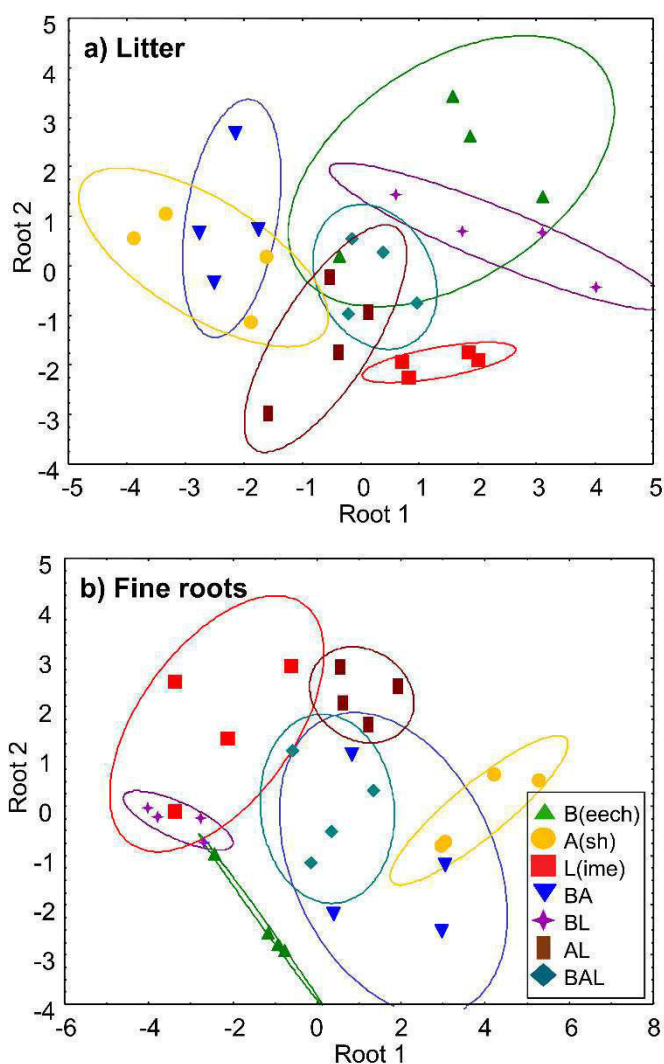 a) Litter
5
4
3
2
1
0
-1
-2
-3
-4
Root 2
-5 -4 -3 -2 -1 0 1 2 3 4 5
Root 1
b) Fine roots
5
4
3
2
1
0
-1
-2
-3
-4
Root 2
B(eech)
A(sh)
L(ime)
BA
BL
AL
BAL
-6 -4 -2 0 2 4 6 8
Root 1